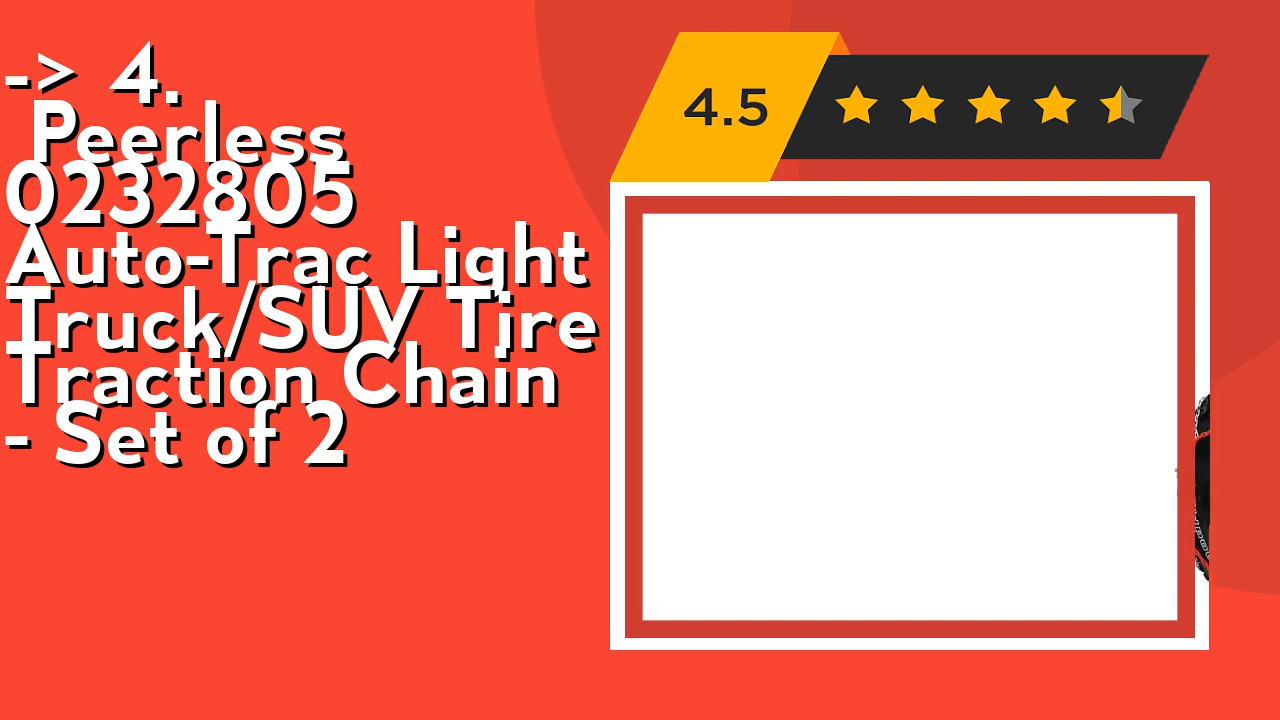 -> 4.
Peerless
0232805
Auto-Trac Light
Truck/SUV Tire
Traction Chain
- Set of 2
4.5